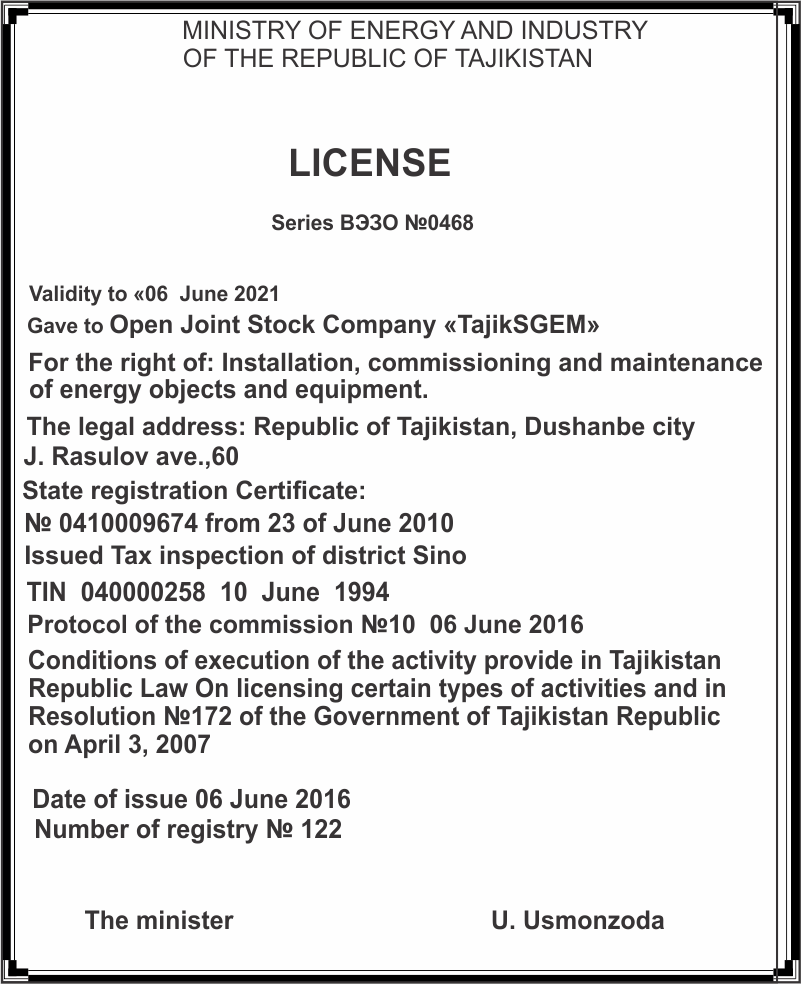 MINISTRY OF ENERGY AND INDUSTRY
OF THE REPUBLIC OF TAJIKISTAN
LICENSE
Series ВЭЗО №0468
Validity to «06 June 2021
Gave to Open Joint Stock Company «TajikSGEM»
For the right of: Installation, commissioning and maintenance
of energy objects and equipment.
The legal address: Republic of Tajikistan, Dushanbe city
J. Rasulov ave.,60
State registration Certificate:
№ 0410009674 from 23 of June 2010
Issued Tax inspection of district Sino
TIN 040000258 10 June 1994
Protocol of the commission №10 06 June 2016
Conditions of execution of the activity provide in Tajikistan
Republic Law On licensing certain types of activities and in
Resolution №172 of the Government of Tajikistan Republic
on April 3, 2007
Date of issue 06 June 2016
Number of registry № 122
The minister U. Usmonzoda